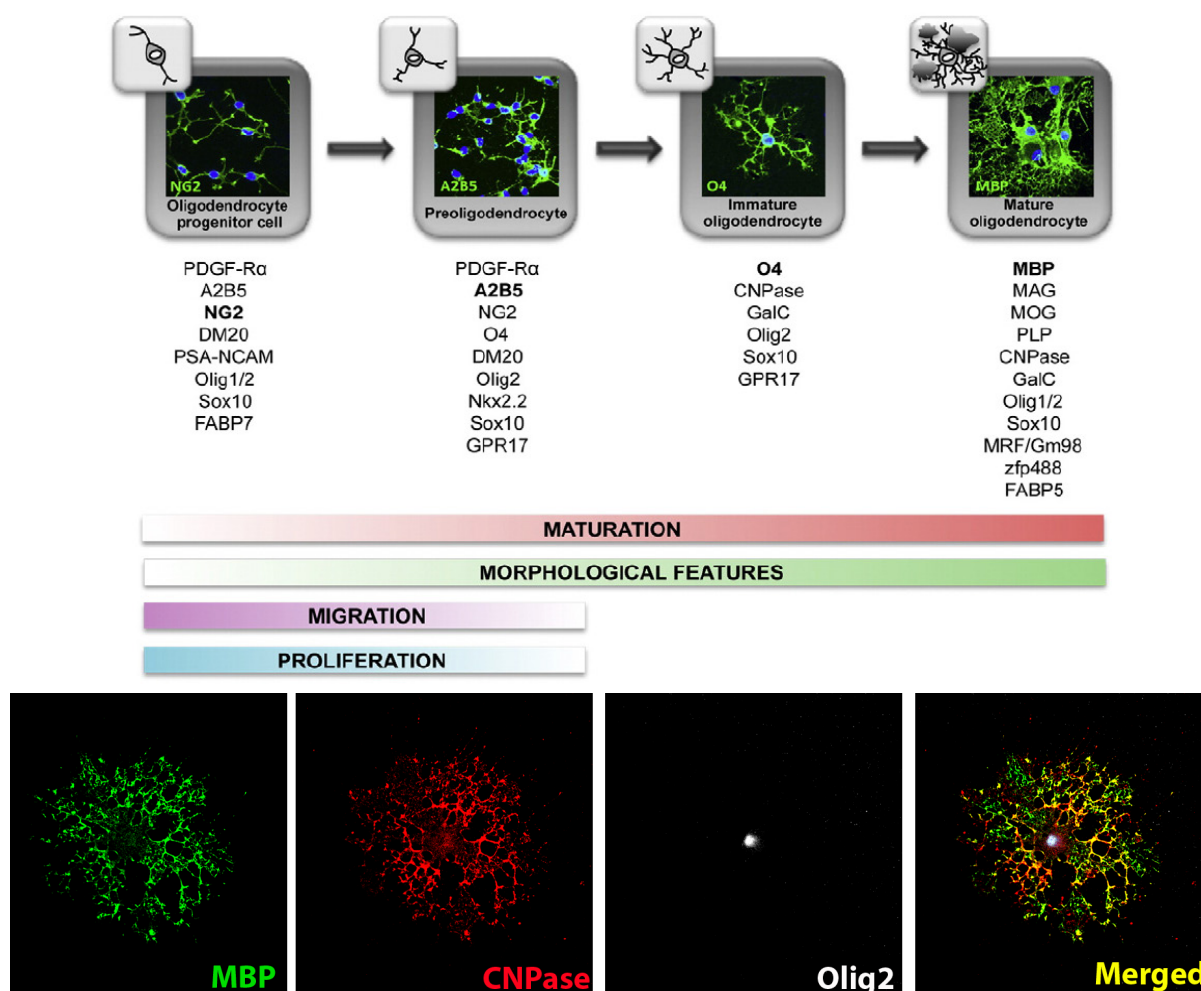 NG2
Oligodendrocyte
progenitor cell
A2B5
Preoligodendrocyte
O4
Immature
oligodendrocyte
MBP
Mature
oligodendrocyte
PDGF-Rα
A2B5
NG2
DM20
PSA-NCAM
Olig1/2
Sox10
FABP7
PDGF-Rα
A2B5
NG2
O4
DM20
Olig2
Nkx2.2
Sox10
GPR17
O4
CNPase
GalC
Olig2
Sox10
GPR17
MBP
MAG
MOG
PLP
CNPase
GalC
Olig1/2
Sox10
MRF/Gm98
zfp488
FABP5
MATURATION
MORPHOLOGICAL FEATURES
MIGRATION
PROLIFERATION
MBP
CNPase
Olig2
Merged